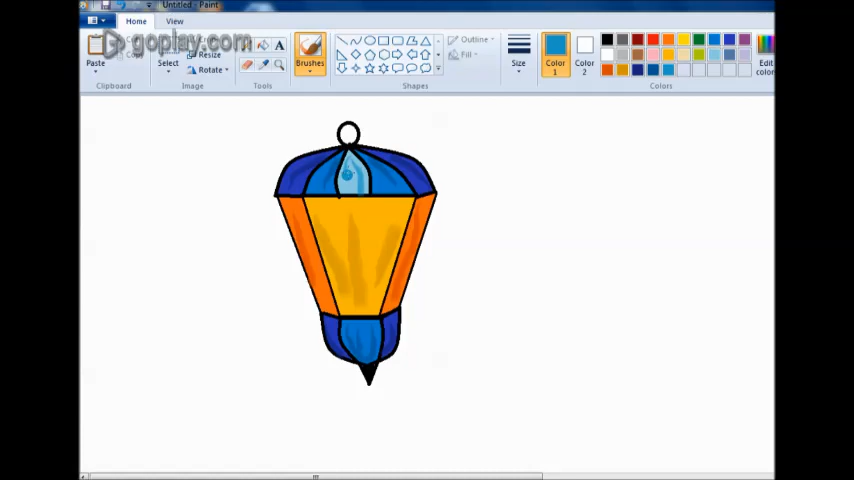 Untitled - Paint
Home View
goplay.com
Paste
Select
Resize
Rotate
A
Brushes
Outline
Fill
Size
Color 1
Color 2
Edit colors
Clipboard
Image
Tools
Shapes
Colors